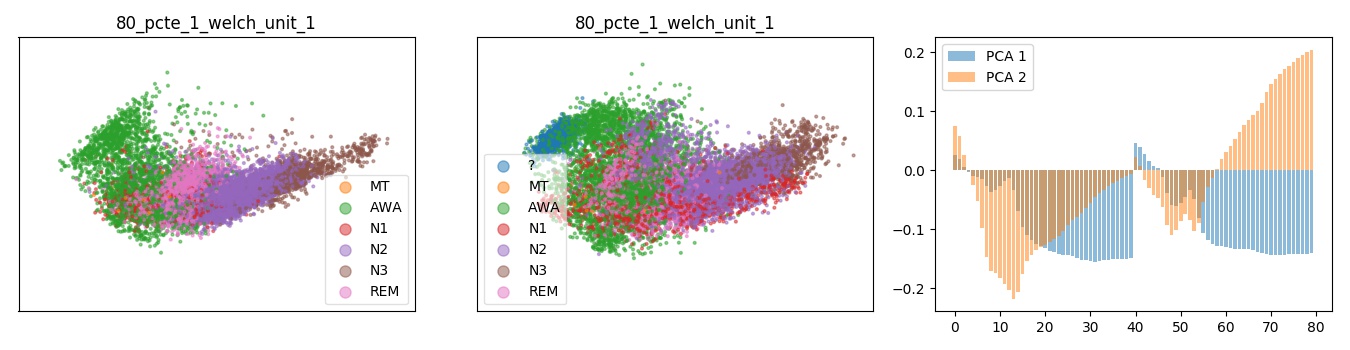 80_pcte_1_welch_unit_1
MT
AWA
N1
N2
N3
REM
80_pcte_1_welch_unit_1
?
MT
AWA
N1
N2
N3
REM
PCA 1
PCA 2
0.2
0.1
0.0
−0.1
−0.2
0 10 20 30 40 50 60 70 80